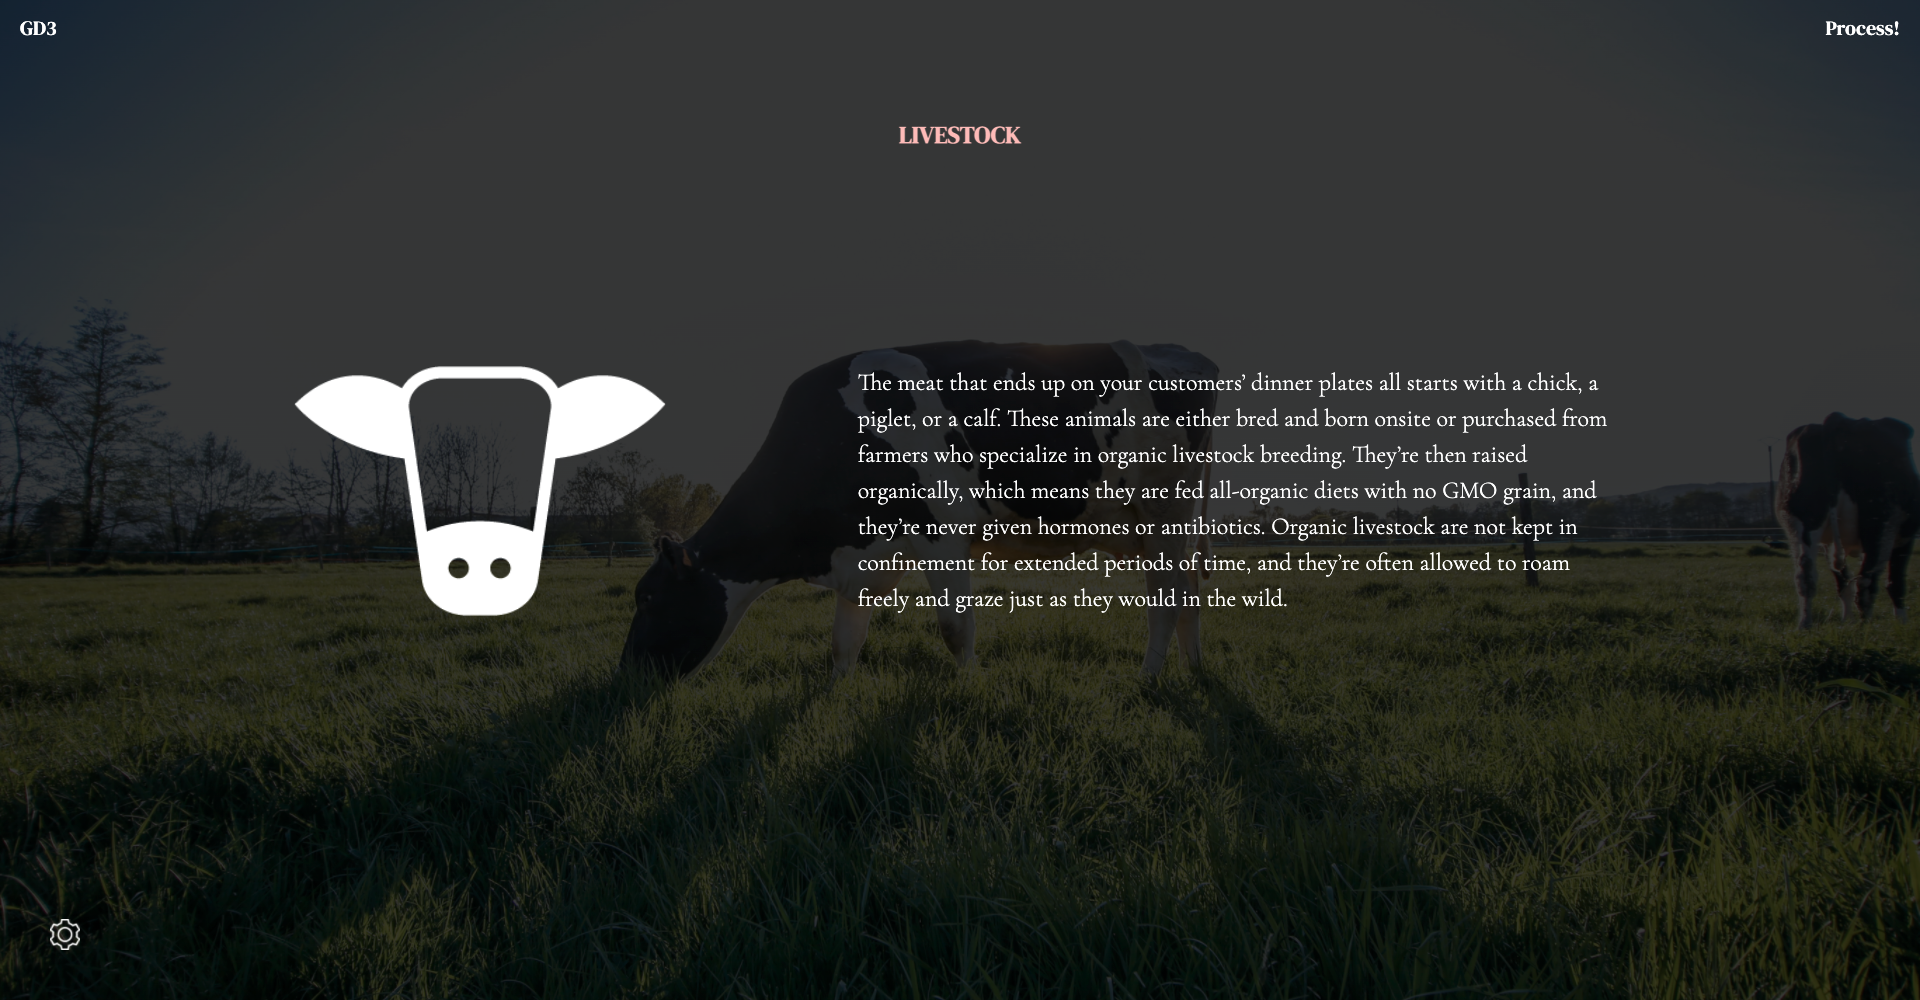 GD3
Process!
LIVESTOCK
The meat that ends up on your customers’ dinner plates all starts with a chick, a
piglet, or a calf. These animals are either bred and born onsite or purchased from
farmers who specialize in organic livestock breeding. They’re then raised
organically, which means they are fed all-organic diets with no GMO grain, and
they’re never given hormones or antibiotics. Organic livestock are not kept in
confinement for extended periods of time, and they’re often allowed to roam
freely and graze just as they would in the wild.